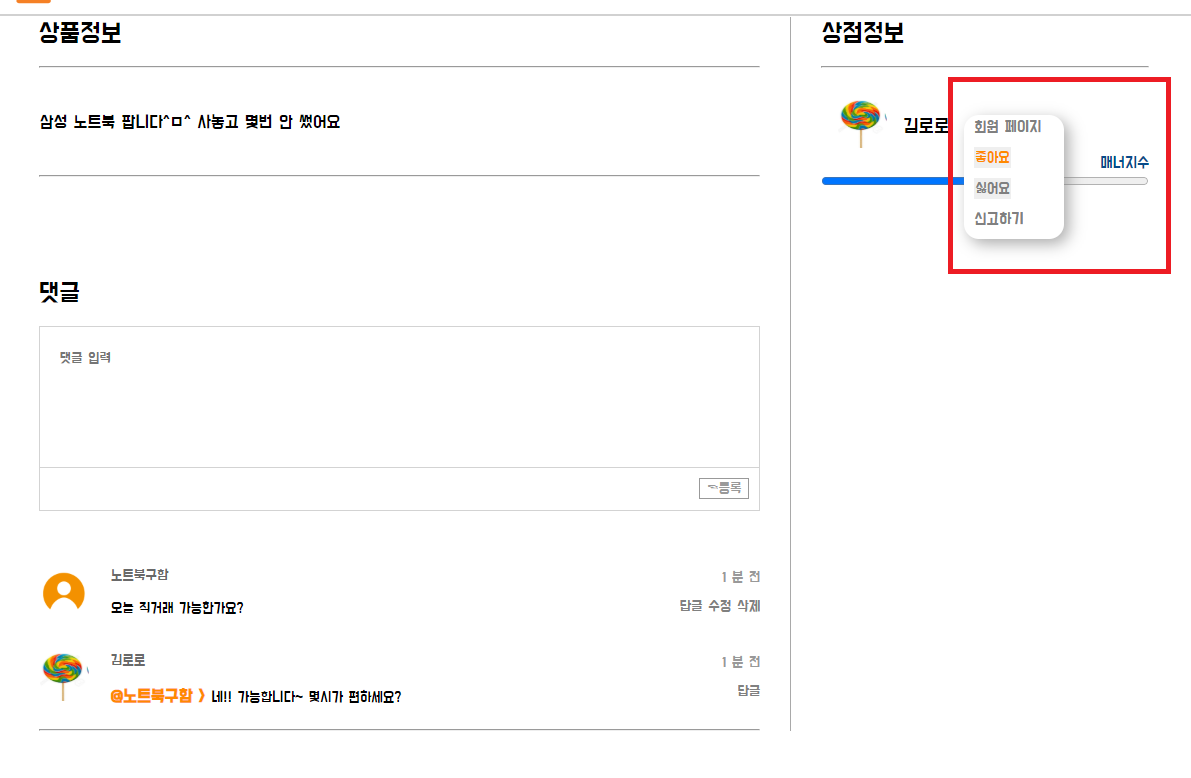 상품정보
삼성 노트북 팝니다^ㅁ^ 사놓고 몇번 안 썼어요
댓글
댓글 입력
등록
노트북구함
1 분 전
오늘 직거래 가능한가요?
답글 수정 삭제
김로로
1 분 전
@노트북구함 > 네!! 가능합니다~ 몇시가 편하세요?
답글
상점정보
김로로
회원 페이지
좋아요
싫어요
신고하기
매너지수